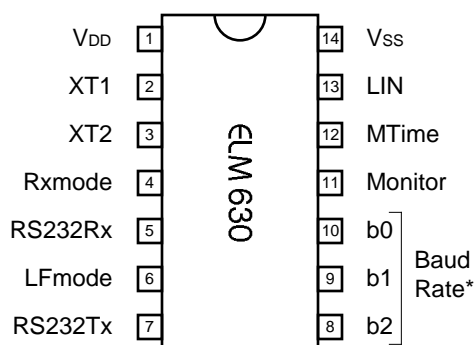 VDD 1 14 VSS
XT1 2 13 LIN
XT2 3 12 MTime
Rxmode 4 11 Monitor
RS232Rx 5 10 b0
LFmode 6 9 b1
RS232Tx 7 8 b2
ELM 630
Baud
Rate*